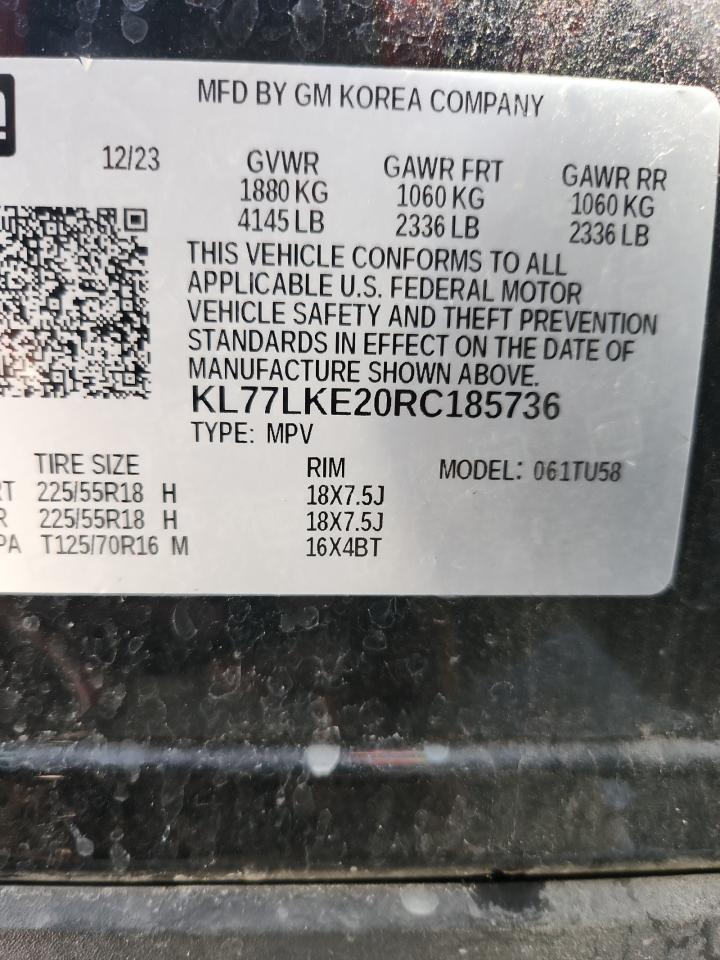 MFD BY GM KOREA COMPANY
12/23 GVWR GAWR FRT GAWR RR
1880 KG 1060 KG 1060 KG
4145 LB 2336 LB 2336 LB
THIS VEHICLE CONFORMS TO ALL
APPLICABLE U.S. FEDERAL MOTOR
VEHICLE SAFETY AND THEFT PREVENTION
STANDARDS IN EFFECT ON THE DATE OF
MANUFACTURE SHOWN ABOVE.
KL77LKE20RC185736
TYPE: MPV
TIRE SIZE RIM MODEL: 061TU58
RT 225/55R18 H 18X7.5J
R 225/55R18 H 18X7.5J
PA T125/70R16 M 16X4BT